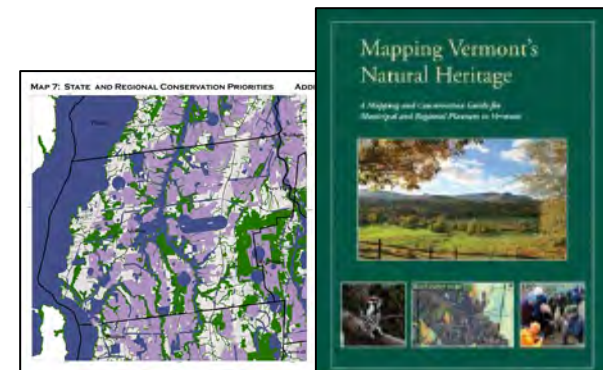 MAP 7: STATE AND REGIONAL CONSERVATION PRIORITIES ADDI
Mapping Vermont's
Natural Heritage
A Mapping and Conservation Guide for
Municipal and Regional Planners in Vermont